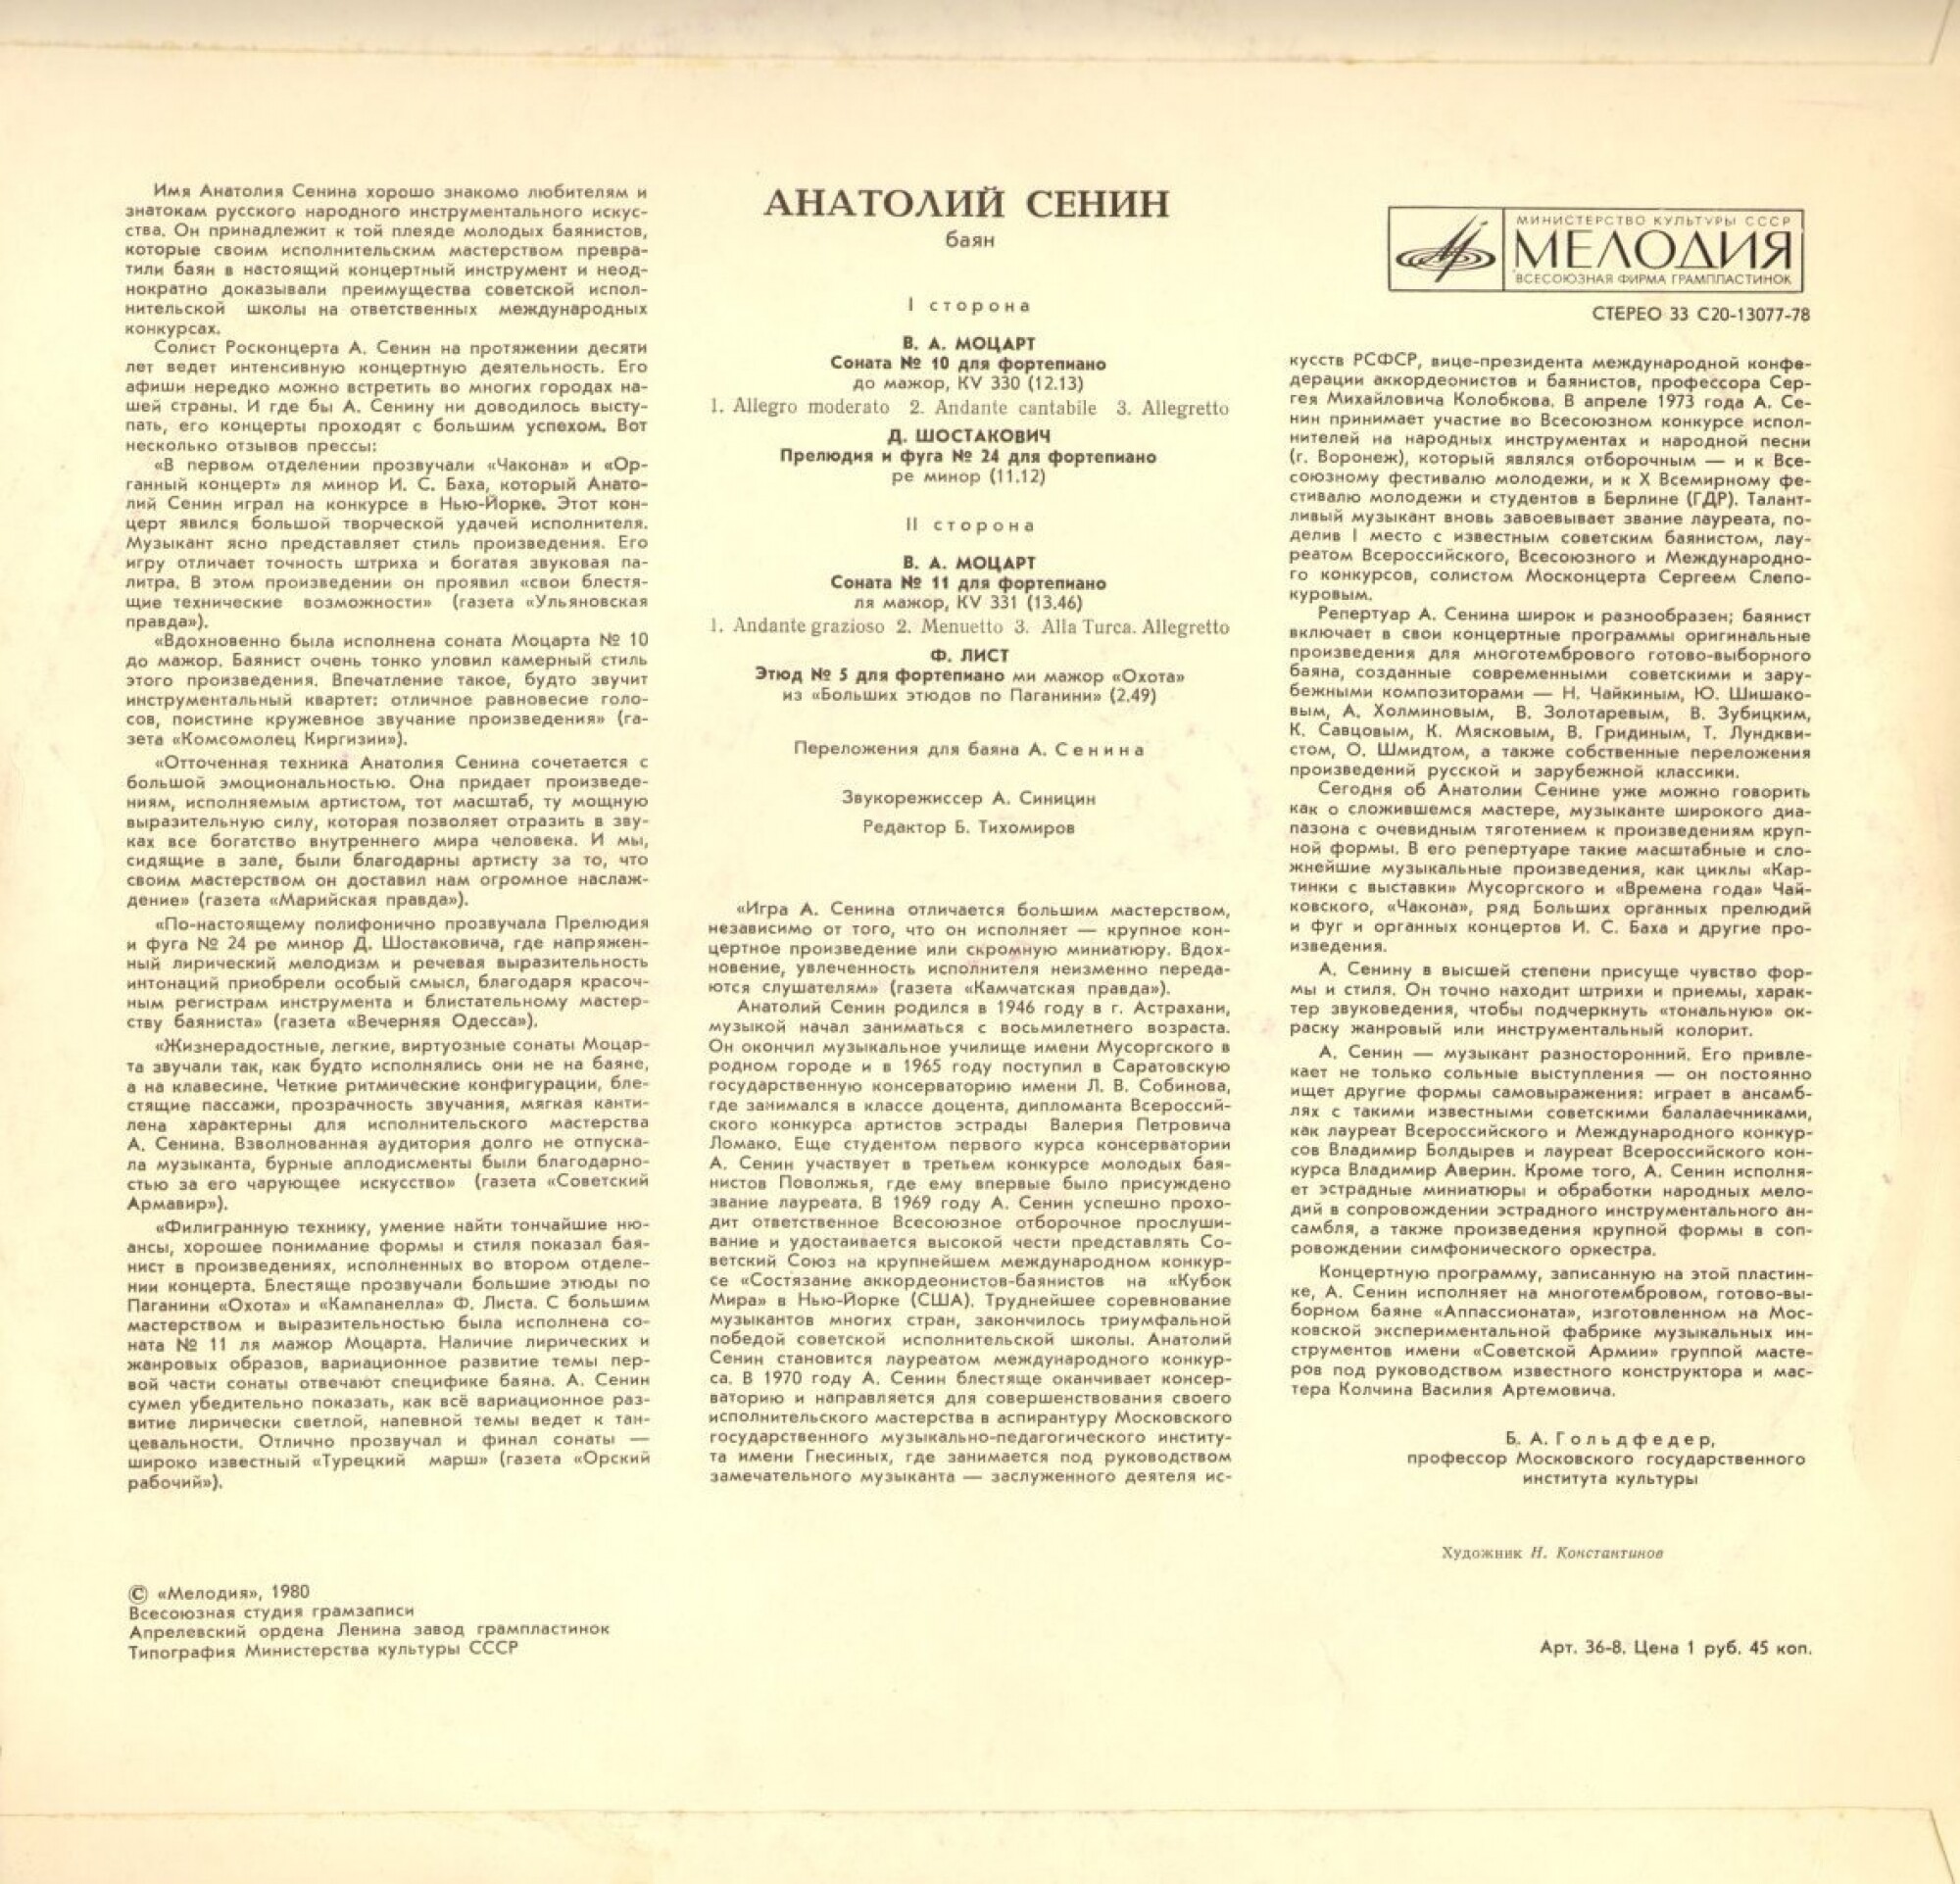 Имя Анатолия Сенина хорошо знакомо любителям и
знатокам русского народного инструментального искус-
ства. Он принадлежит к той плеяде молодых баянистов,
которые своим исполнительским мастерством превра-
тили баян в настоящий концертный инструмент и неод-
нократно доказывали преимущества советской испол-
нительской школы на ответственных международных
конкурсах.
Солист Росконцерта А. Сенин на протяжении десяти
лет ведет интенсивную концертную деятельность. Его
афиши нередко можно встретить во многих городах на-
шей страны. И где бы А. Сенину ни доводилось высту-
пать, его концерты проходят с большим успехом. Вот
несколько отзывов прессы:
«В первом отделении прозвучали «Чакона» и «Ор-
ганный концерт» ля минор И. С. Баха, который Анато-
лий Сенин играл на конкурсе в Нью-Йорке. Этот кон-
церт явился большой творческой удачей исполнителя.
Музыкант ясно представляет стиль произведения. Его
игру отличает точность штриха и богатая звуковая па-
литра. В этом произведении он проявил «свои блестя-
щие технические возможности» (газета «Ульяновская
правда»).
«Вдохновенно была исполнена соната Моцарта № 10
до мажор. Баянист очень тонко уловил камерный стиль
этого произведения. Впечатление такое, будто звучит
инструментальный квартет: отличное равновесие голо-
сов, поистине кружевное звучание произведения» (га-
зета «Комсомолец Киргизии»).
«Отточенная техника Анатолия Сенина сочетается с
большой эмоциональностью. Она придает произведе-
ниям, исполняемым артистом, тот масштаб, ту мощную
выразительную силу, которая позволяет отразить в зву-
ках все богатство внутреннего мира человека. И мы,
сидящие в зале, были благодарны артисту за то, что
своим мастерством он доставил нам огромное наслаж-
дение» (газета «Марийская правда»).
«По-настоящему полифонично прозвучала Прелюдия
и фуга № 24 ре минор Д. Шостаковича, где напряжен-
ный лирический мелодизм и речевая выразительность
интонаций приобрели особый смысл, благодаря красоч-
ным регистрам инструмента и блистательному мастер-
ству баяниста» (газета «Вечерняя Одесса»).
«Жизнерадостные, легкие, виртуозные сонаты Моцар-
та звучали так, как будто исполнялись они не на баяне,
а на клавесине. Четкие ритмические конфигурации, бле-
стящие пассажи, прозрачность звучания, мягкая канти-
лена характерны для исполнительского мастерства
А. Сенина. Взволнованная аудитория долго не отпуска-
ла музыканта, бурные аплодисменты были благодарно-
стью за его чарующее искусство» (газета «Советский
Армавир»).
«Филигранную технику, умение найти тончайшие ню-
ансы, хорошее понимание формы и стиля показал бая-
нист в произведениях, исполненных во втором отделе-
нии концерта. Блестяще прозвучали большие этюды по
Паганини «Охота» и «Кампанелла» Ф. Листа. С большим
мастерством и выразительностью была исполнена со-
ната № 11 ля мажор Моцарта. Наличие лирических и
жанровых образов, вариационное развитие темы пер-
вой части сонаты отвечают специфике баяна. А. Сенин
сумел убедительно показать, как всё вариационное раз-
витие лирически светлой, напевной темы ведет к тан-
цевальности. Отлично прозвучал и финал сонаты —
широко известный «Турецкий марш» (газета «Орский
рабочий»).
© «Мелодия», 1980
Всесоюзная студия грамзаписи
Апрелевский ордена Ленина завод грампластинок
Типография Министерства культуры СССР
АНАТОЛИЙ СЕНИН
баян
I сторона
В. А. МОЦАРТ
Соната № 10 для фортепиано
до мажор, KV 330 (12.13)
1. Allegro moderato 2. Andante cantabile 3. Allegretto
Д. ШОСТАКОВИЧ
Прелюдия и фуга № 24 для фортепиано
ре минор (11.12)
II сторона
В. А. МОЦАРТ
Соната № 11 для фортепиано
ля мажор, KV 331 (13.46)
1. Andante grazioso 2. Menuetto 3. Alla Turca. Allegretto
Ф. ЛИСТ
Этюд № 5 для фортепиано ми мажор «Охота»
из «Больших этюдов по Паганини» (2.49)
Переложения для баяна А. Сенина
Звукорежиссер А. Синицин
Редактор Б. Тихомиров
«Игра А. Сенина отличается большим мастерством,
независимо от того, что он исполняет — крупное кон-
цертное произведение или скромную миниатюру. Вдох-
новение, увлеченность исполнителя неизменно переда-
ются слушателям» (газета «Камчатская правда»).
Анатолий Сенин родился в 1946 году в г. Астрахани,
музыкой начал заниматься с восьмилетнего возраста.
Он окончил музыкальное училище имени Мусоргского в
родном городе и в 1965 году поступил в Саратовскую
государственную консерваторию имени Л. В. Собинова,
где занимался в классе доцента, дипломанта Всероссий-
ского конкурса артистов эстрады Валерия Петровича
Ломако. Еще студентом первого курса консерватории
А. Сенин участвует в третьем конкурсе молодых бая-
нистов Поволжья, где ему впервые было присуждено
звание лауреата. В 1969 году А. Сенин успешно прохо-
дит ответственное Всесоюзное отборочное прослуши-
вание и удостаивается высокой чести представлять Со-
ветский Союз на крупнейшем международном конкур-
се «Состязание аккордеонистов-баянистов на «Кубок
Мира» в Нью-Йорке (США). Труднейшее соревнование
музыкантов многих стран, закончилось триумфальной
победой советской исполнительской школы. Анатолий
Сенин становится лауреатом международного конкур-
са. В 1970 году А. Сенин блестяще оканчивает консер-
ваторию и направляется для совершенствования своего
исполнительского мастерства в аспирантуру Московского
государственного музыкально-педагогического институ-
та имени Гнесиных, где занимается под руководством
замечательного музыканта — заслуженного деятеля ис-
МИНИСТЕРСТВО КУЛЬТУРЫ СССР
МЕЛОДИЯ
ВСЕСОЮЗНАЯ ФИРМА ГРАМПЛАСТИНОК
СТЕРЕО 33 С20-13077-78
кусств РСФСР, вице-президента международной конфе-
дерации аккордеонистов и баянистов, профессора Сер-
гея Михайловича Колобкова. В апреле 1973 года А. Се-
нин принимает участие во Всесоюзном конкурсе испол-
нителей на народных инструментах и народной песни
(г. Воронеж), который являлся отборочным — и к Все-
союзному фестивалю молодежи, и к X Всемирному фе-
стивалю молодежи и студентов в Берлине (ГДР). Талант-
ливый музыкант вновь завоевывает звание лауреата, по-
делив I место с известным советским баянистом, лау-
реатом Всероссийского, Всесоюзного и Международно-
го конкурсов, солистом Москонцерта Сергеем Слепо-
куровым.
Репертуар А. Сенина широк и разнообразен; баянист
включает в свои концертные программы оригинальные
произведения для многотембрового готово-выборного
баяна, созданные современными советскими и зару-
бежными композиторами — Н. Чайкиным, Ю. Шишако-
вым, А. Холминовым, В. Золотаревым, В. Зубицким,
К. Савцовым, К. Мясковым, В. Гридиным, Т. Лундкви-
стом, О. Шмидтом, а также собственные переложения
произведений русской и зарубежной классики.
Сегодня об Анатолии Сенине уже можно говорить
как о сложившемся мастере, музыканте широкого диа-
пазона с очевидным тяготением к произведениям круп-
ной формы. В его репертуаре такие масштабные и сло-
жнейшие музыкальные произведения, как циклы «Кар-
тинки с выставки» Мусоргского и «Времена года» Чай-
ковского, «Чакона», ряд Больших органных прелюдий
и фуг и органных концертов И. С. Баха и другие про-
изведения.
А. Сенину в высшей степени присуще чувство фор-
мы и стиля. Он точно находит штрихи и приемы, харак-
тер звуковедения, чтобы подчеркнуть «тональную» ок-
раску жанровый или инструментальный колорит.
А. Сенин — музыкант разносторонний. Его привле-
кает не только сольные выступления — он постоянно
ищет другие формы самовыражения: играет в ансамб-
лях с такими известными советскими балалаечниками,
как лауреат Всероссийского и Международного конкур-
сов Владимир Болдырев и лауреат Всероссийского кон-
курса Владимир Аверин. Кроме того, А. Сенин исполня-
ет эстрадные миниатюры и обработки народных мело-
дий в сопровождении эстрадного инструментального ан-
самбля, а также произведения крупной формы в соп-
ровождении симфонического оркестра.
Концертную программу, записанную на этой пластин-
ке, А. Сенин исполняет на многотембровом, готово-вы-
борном баяне «Аппассионата», изготовленном на Мос-
ковской экспериментальной фабрике музыкальных ин-
струментов имени «Советской Армии» группой масте-
ров под руководством известного конструктора и мас-
тера Колчина Василия Артемовича.
Б. А. Гольдфедер,
профессор Московского государственного
института культуры
Художник Н. Константинов
Арт. 36-8. Цена 1 руб. 45 коп.